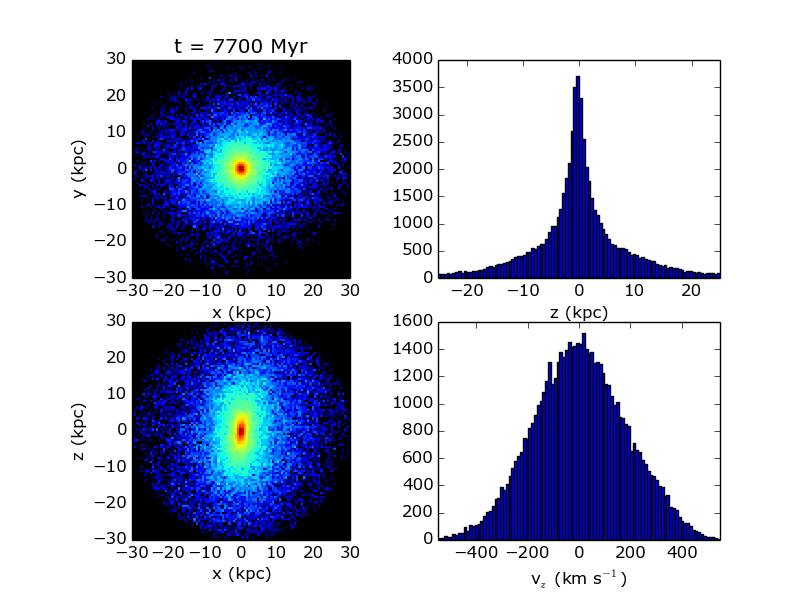 t = 7700 Myr
30
20
10
0
−10
−20
−30
y (kpc)
−30 −20 −10 0 10 20 30
x (kpc)
4000
3500
3000
2500
2000
1500
1000
500
0
−20 −10 0 10 20
z (kpc)
30
20
10
0
−10
−20
−30
z (kpc)
−30 −20 −10 0 10 20 30
x (kpc)
1600
1400
1200
1000
800
600
400
200
0
−400 −200 0 200 400
v_z (km s⁻¹)